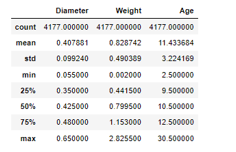 Diameter Weight Age
count 4177.000000 4177.000000 4177.000000
mean 0.407881 0.828742 11.433684
std 0.099240 0.490389 3.224169
min 0.055000 0.002000 2.500000
25% 0.350000 0.441500 9.500000
50% 0.425000 0.799500 10.500000
75% 0.480000 1.153000 12.500000
max 0.650000 2.825500 30.500000